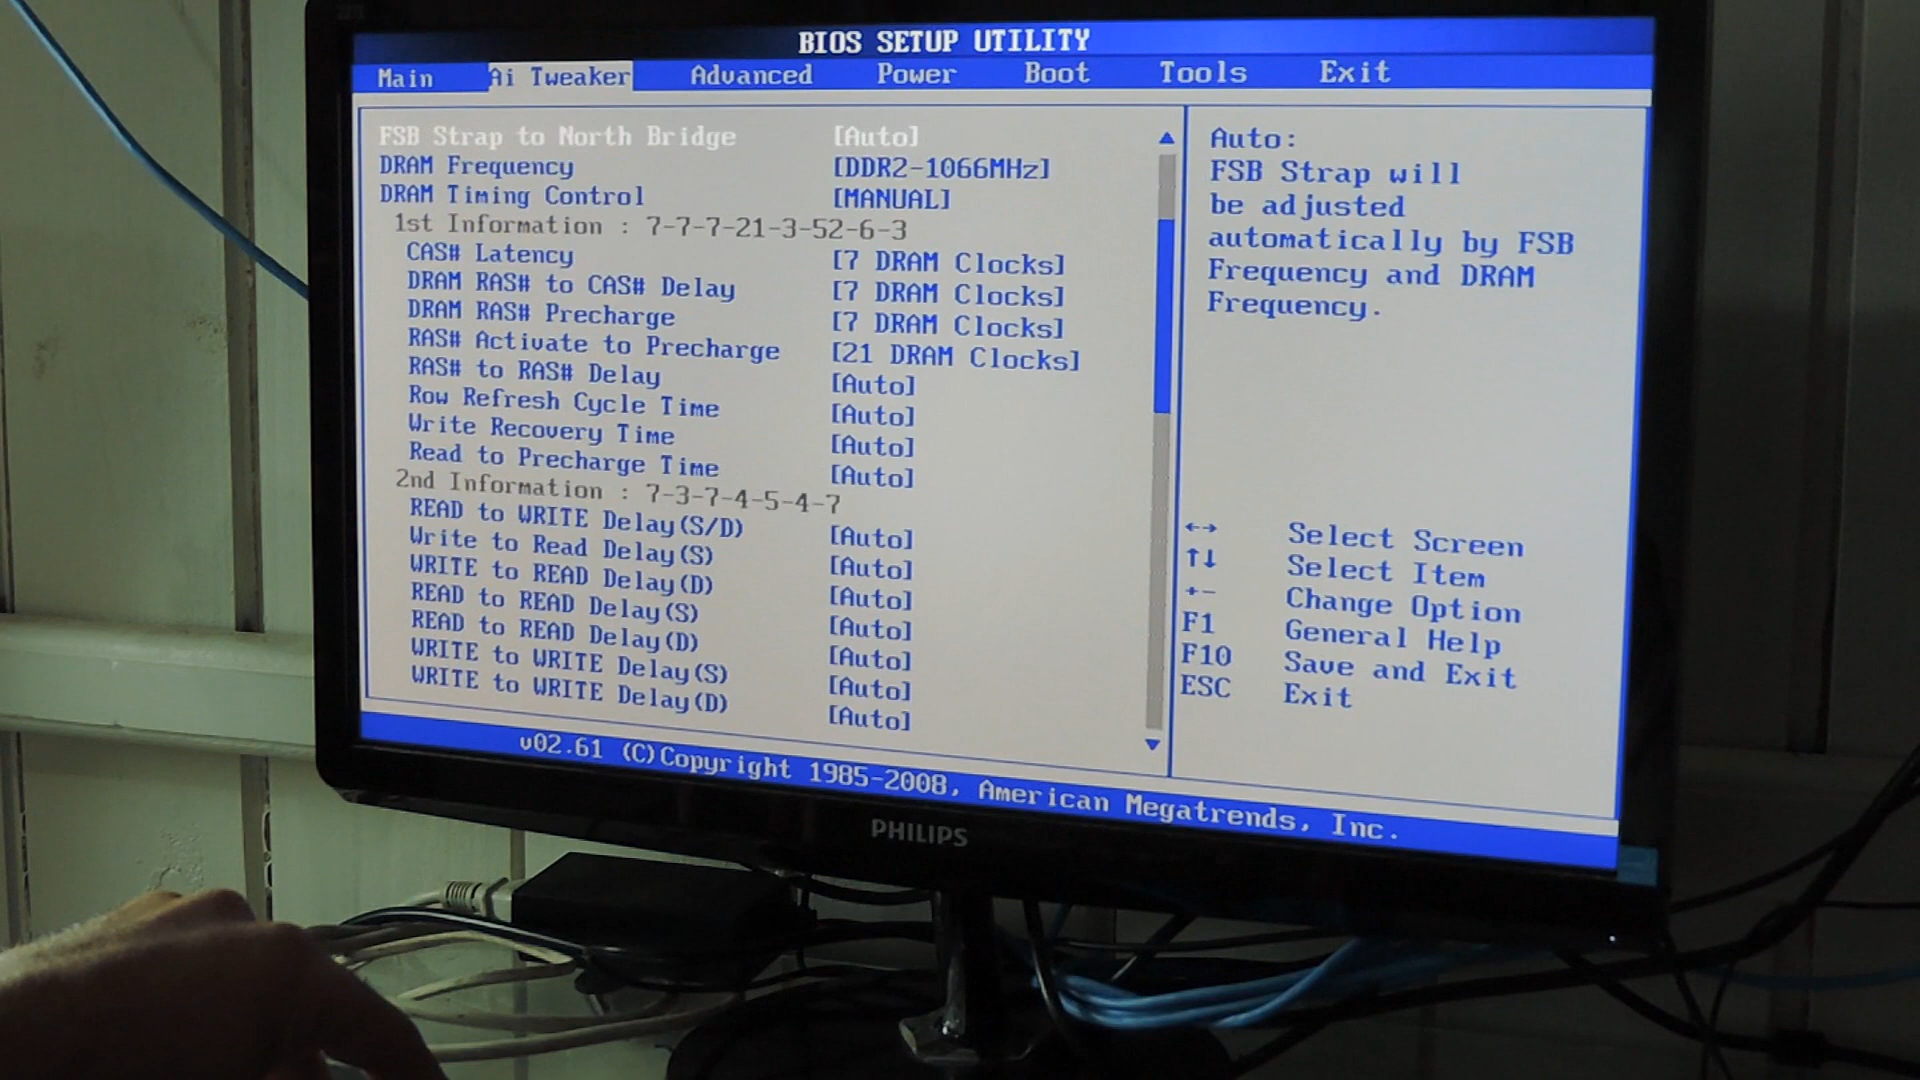 BIOS SETUP UTILITY
Main Ai Tweaker Advanced Power Boot Tools Exit
FSB Strap to North Bridge [Auto]
DRAM Frequency [DDR2-1066MHz]
DRAM Timing Control [MANUAL]
1st Information : 7-7-7-21-3-52-6-3
CAS# Latency [7 DRAM Clocks]
DRAM RAS# to CAS# Delay [7 DRAM Clocks]
DRAM RAS# Precharge [7 DRAM Clocks]
RAS# Activate to Precharge [21 DRAM Clocks]
RAS# to RAS# Delay [Auto]
Row Refresh Cycle Time [Auto]
Write Recovery Time [Auto]
Read to Precharge Time [Auto]
2nd Information : 7-3-7-4-5-4-7
READ to WRITE Delay(S/D) [Auto]
Write to Read Delay(S) [Auto]
WRITE to READ Delay(D) [Auto]
READ to READ Delay(S) [Auto]
READ to READ Delay(D) [Auto]
WRITE to WRITE Delay(S) [Auto]
WRITE to WRITE Delay(D) [Auto]
Auto:
FSB Strap will
be adjusted
automatically by FSB
Frequency and DRAM
Frequency.
←→ Select Screen
↑↓ Select Item
+- Change Option
F1 General Help
F10 Save and Exit
ESC Exit
v02.61 (C)Copyright 1985-2008, American Megatrends, Inc.
PHILIPS